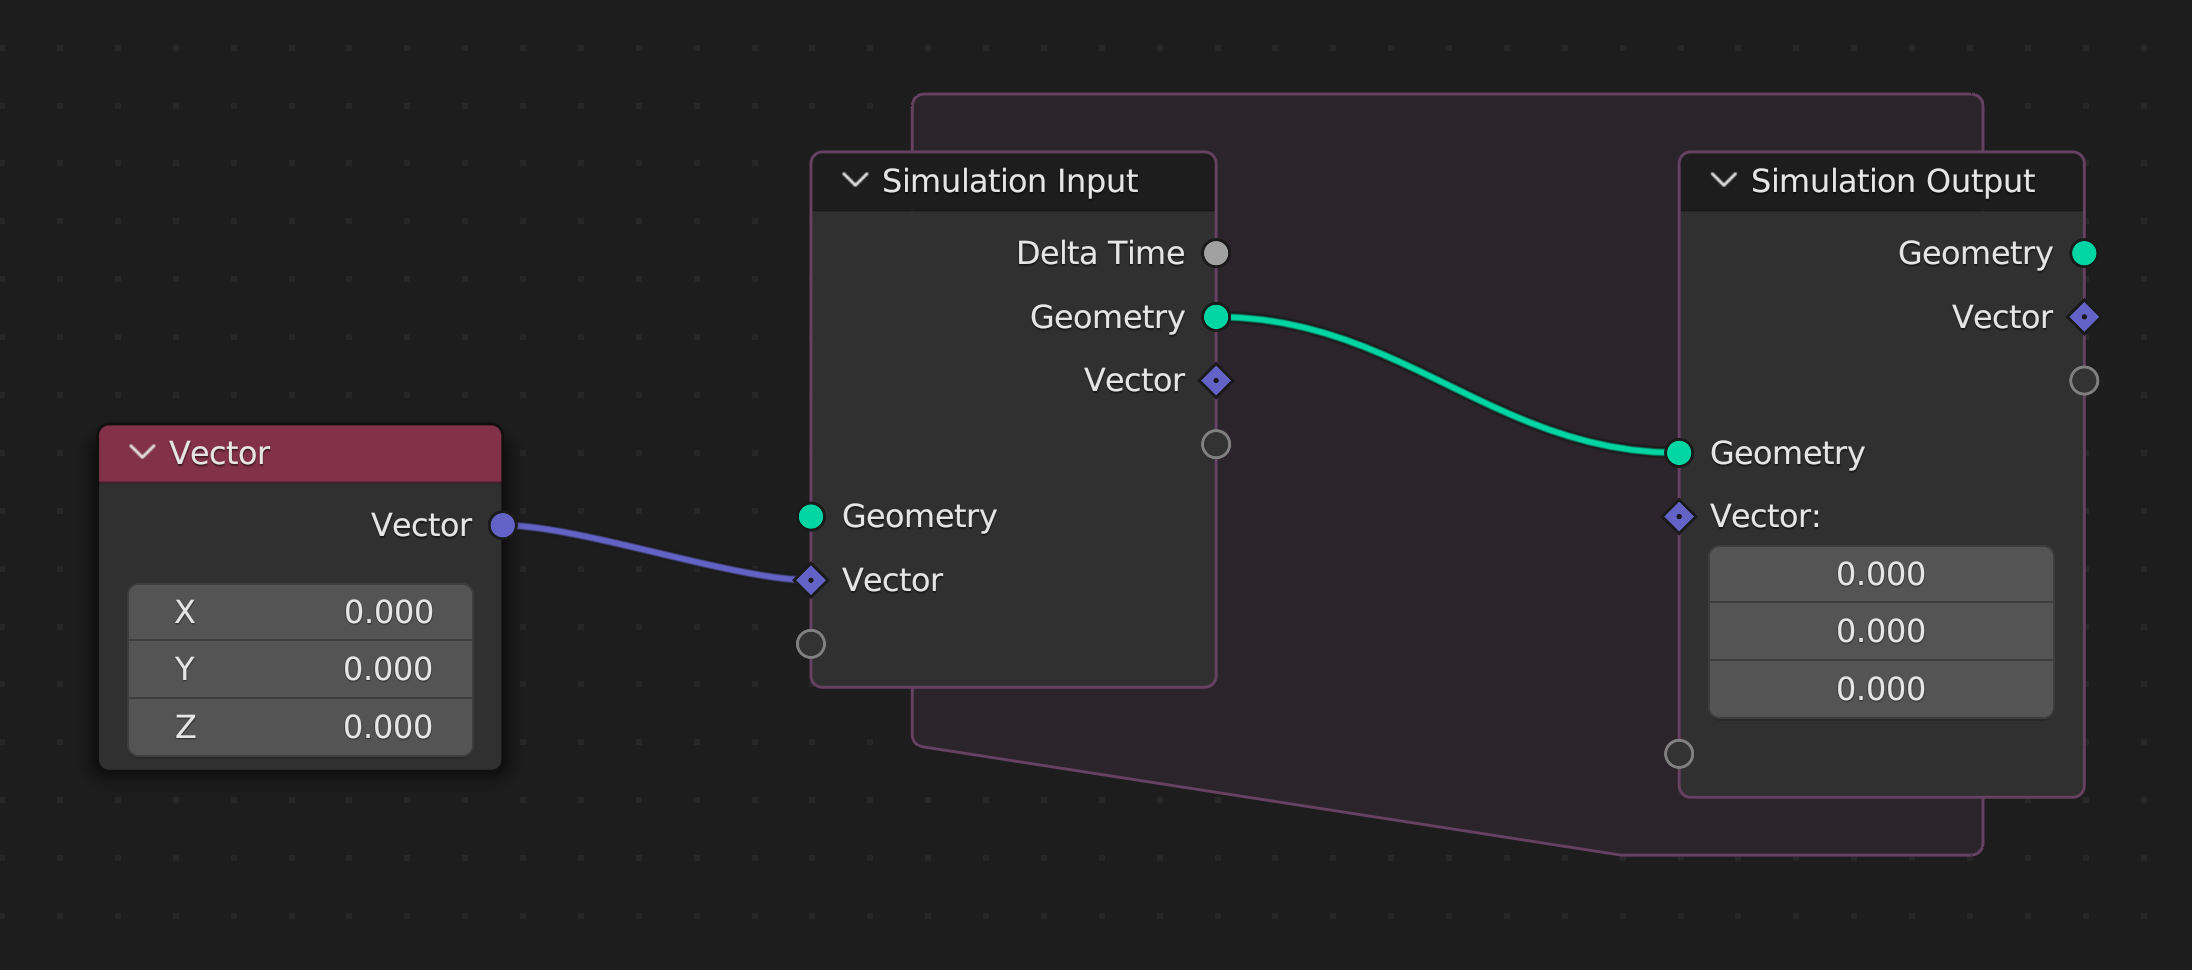 Vector
Vector
X 0.000
Y 0.000
Z 0.000
Simulation Input
Delta Time
Geometry
Vector
Geometry
Vector
Simulation Output
Geometry
Vector
Geometry
Vector:
0.000
0.000
0.000